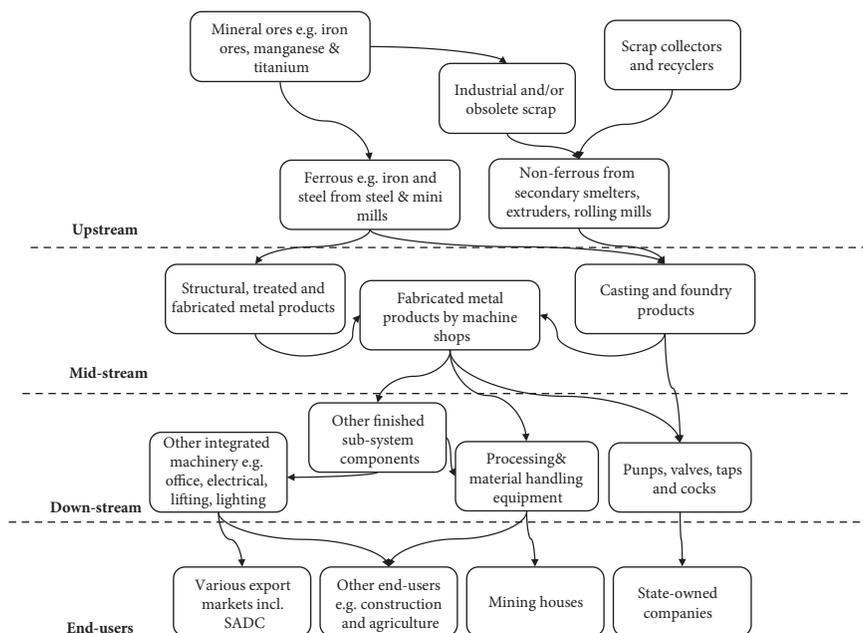 Mineral ores e.g. iron
ores, manganese &
titanium
Scrap collectors
and recyclers
Industrial and/or
obsolete scrap
Ferrous e.g. iron and
steel from steel & mini
mills
Non-ferrous from
secondary smelters,
extruders, rolling mills
Upstream
Structural, treated and
fabricated metal products
Fabricated metal
products by machine
shops
Casting and foundry
products
Mid-stream
Other finished
sub-system
components
Other integrated
machinery e.g.
office, electrical,
lifting, lighting
Processing&
material handling
equipment
Punps, valves, taps
and cocks
Down-stream
Various export
markets incl.
SADC
Other end-users
e.g. construction
and agriculture
Mining houses
State-owned
companies
End-users